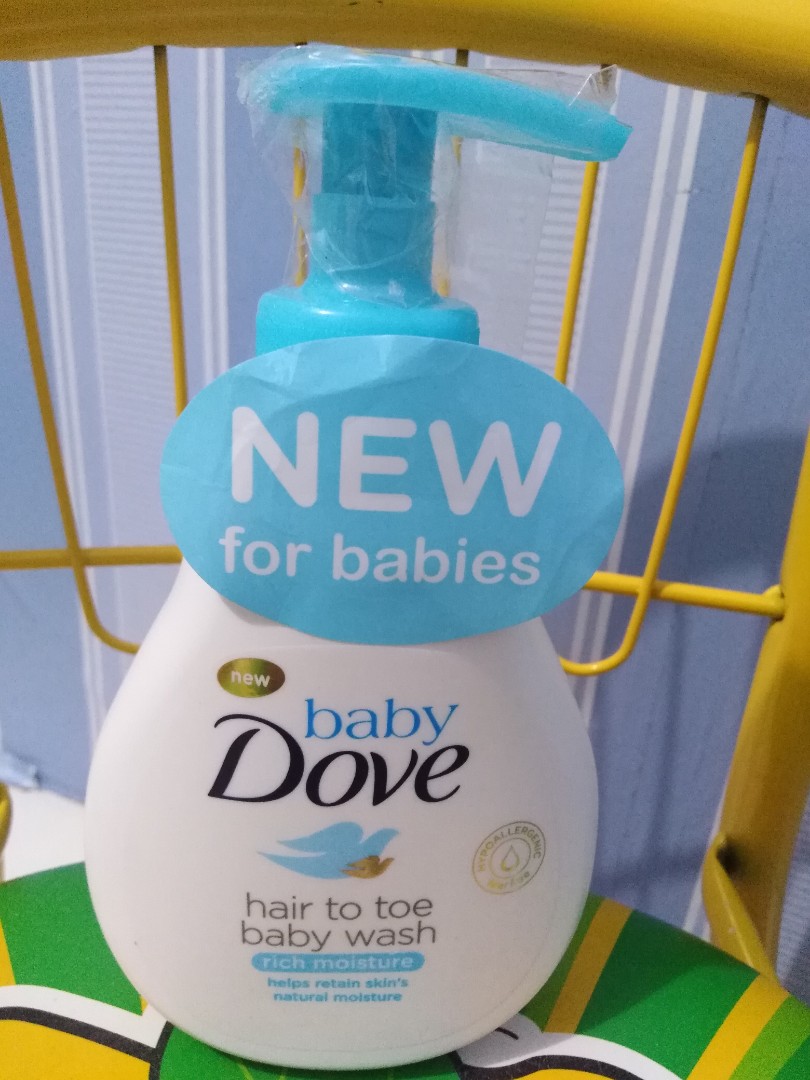 NEW
for babies
new
baby
Dove
HYPOALLERGENIC
hair to toe
baby wash
rich moisture
helps retain skin's
natural moisture